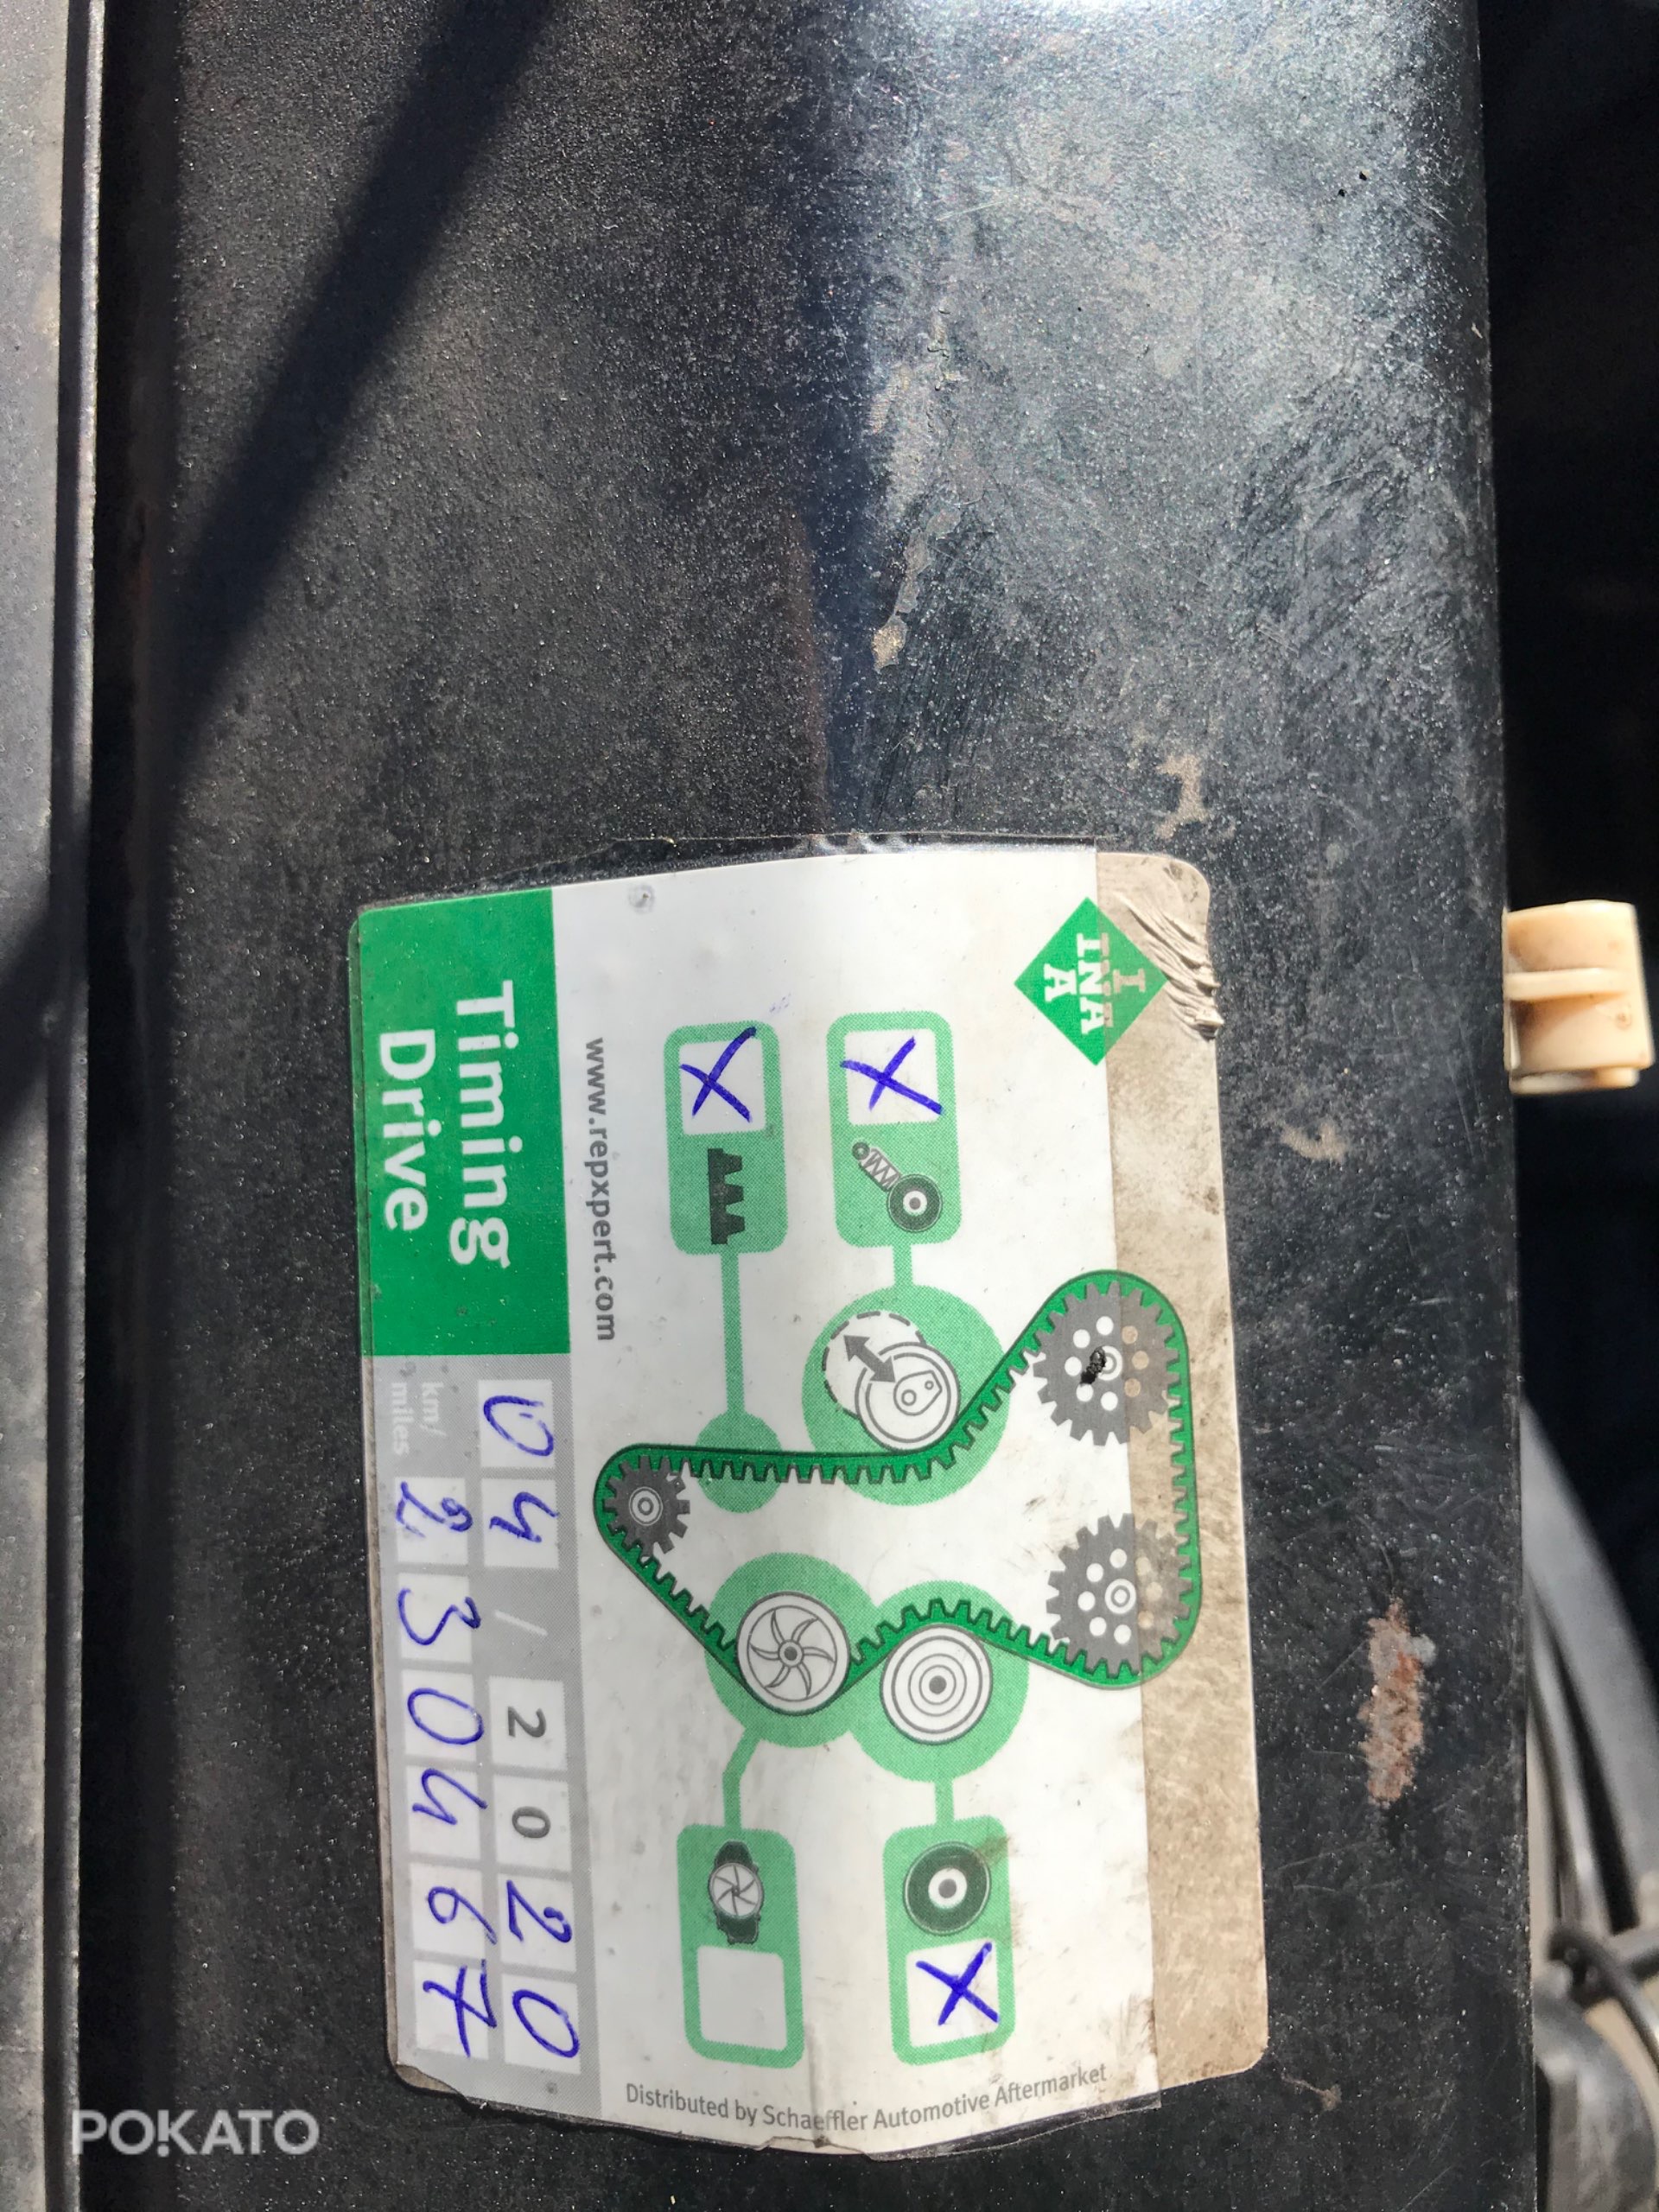 I
INA
A
www.repxpert.com
Timing
Drive
04/2020
km/
miles
230467
Distributed by Schaeffler Automotive Aftermarket
POKATO